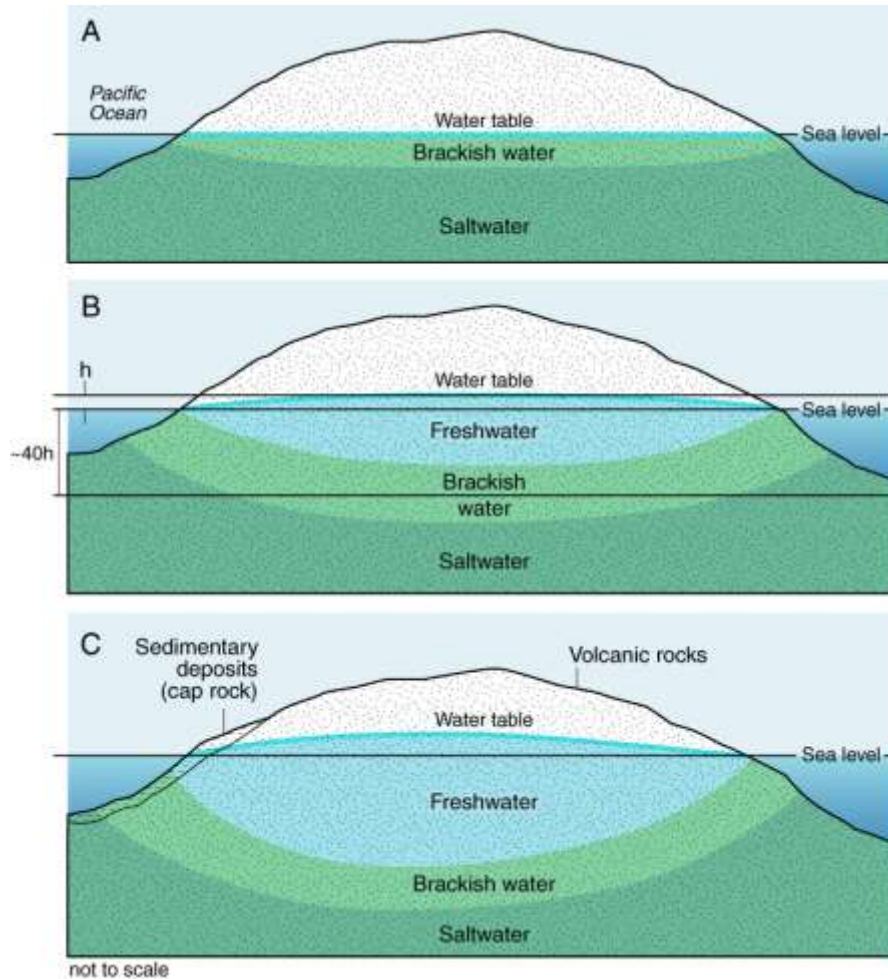 A
Pacific
Ocean
Water table
Sea level
Brackish water
Saltwater
B
h
Water table
Sea level
Freshwater
~40h
Brackish
water
Saltwater
C
Sedimentary
deposits
(cap rock)
Volcanic rocks
Water table
Sea level
Freshwater
Brackish water
Saltwater
not to scale